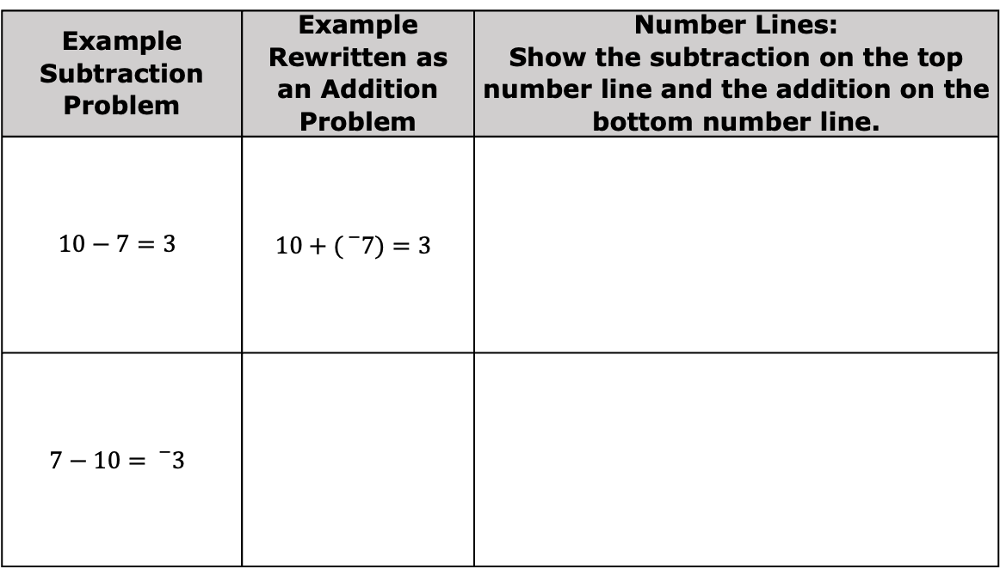 Example
Subtraction
Problem
Example
Rewritten as
an Addition
Problem
Number Lines:
Show the subtraction on the top
number line and the addition on the
bottom number line.
10 − 7 = 3
10 + (⁻7) = 3
7 − 10 = ⁻3